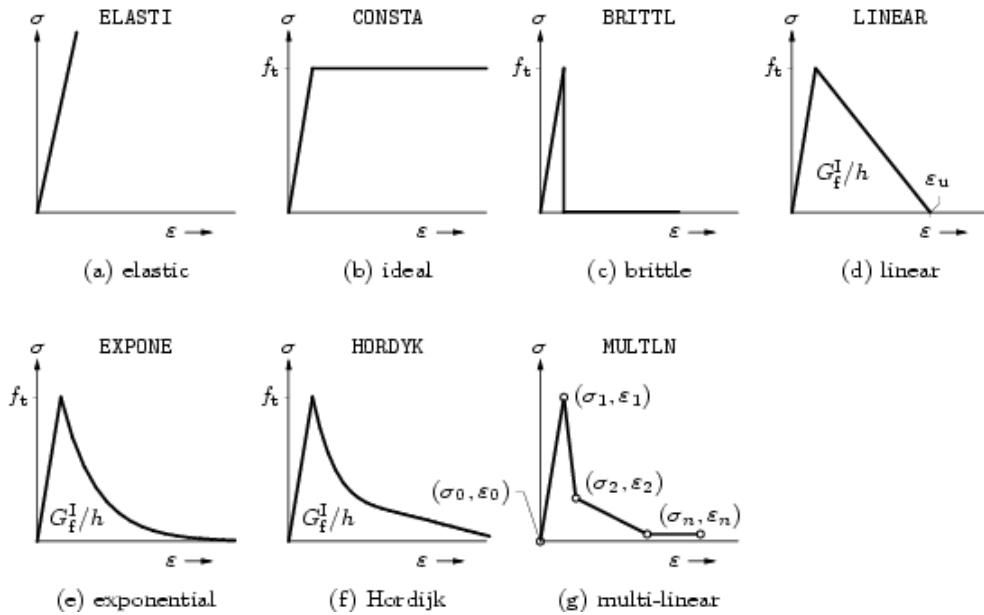 σ ELASTI
ε →
(a) elastic
σ CONSTA
f_t
ε →
(b) ideal
σ BRITTL
f_t
ε →
(c) brittle
σ LINEAR
f_t
G_f^I/h
ε_u
ε →
(d) linear
σ EXPONE
f_t
G_f^I/h
ε →
(e) exponential
σ HORDYK
f_t
G_f^I/h
ε →
(f) Hordijk
σ MULTLN
(σ_1, ε_1)
(σ_0, ε_0)
(σ_2, ε_2)
(σ_n, ε_n)
ε →
(g) multi-linear